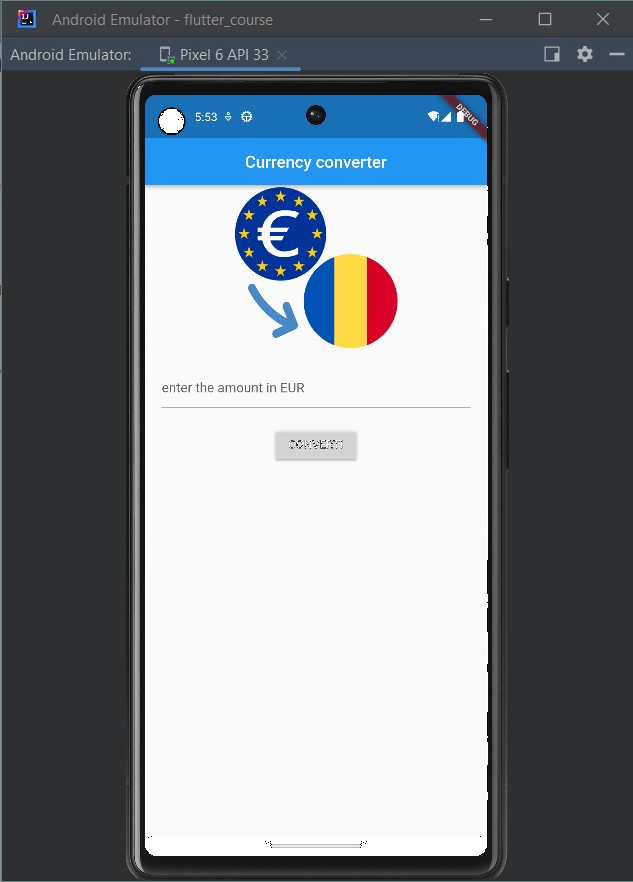 Android Emulator - flutter_course
Android Emulator: Pixel 6 API 33
5:53
DEBUG
Currency converter
€
enter the amount in EUR
CONVERT!